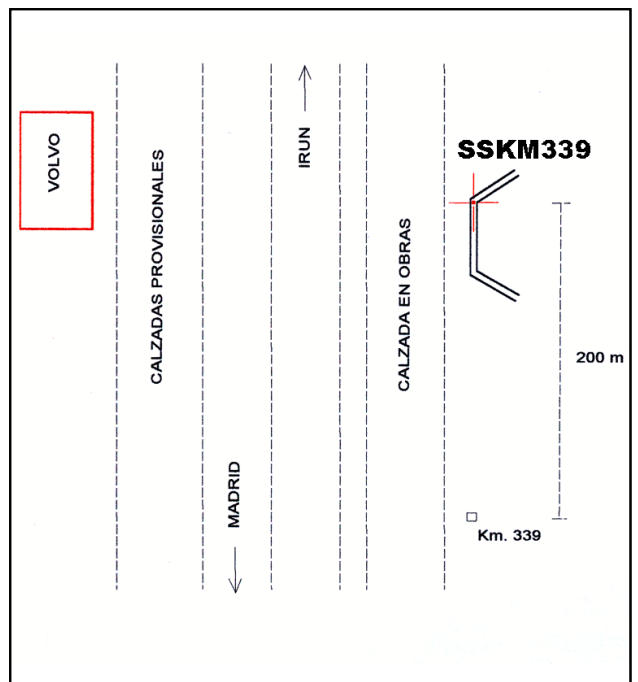 VOLVO
CALZADAS PROVISIONALES
MADRID
IRUN
CALZADA EN OBRAS
SSKM339
200 m
Km. 339